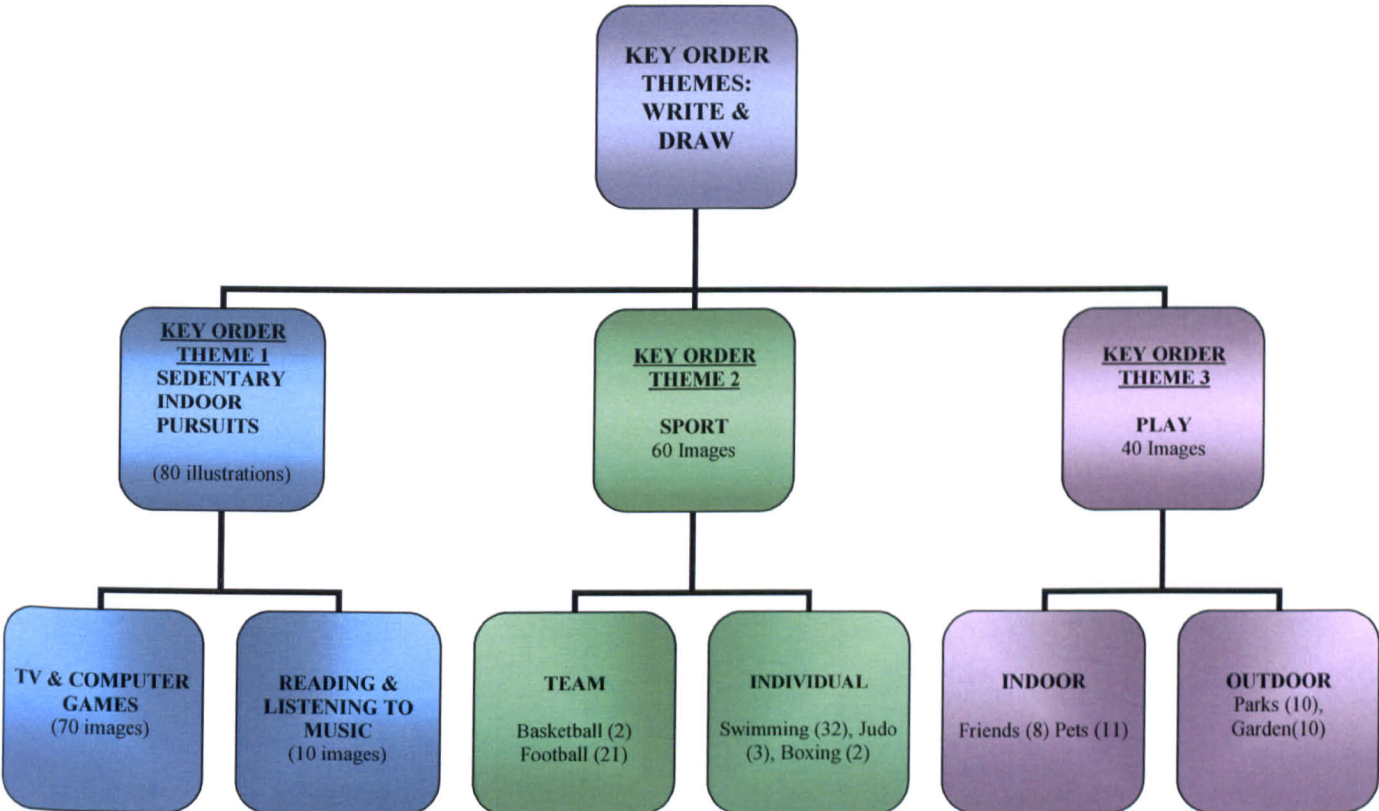 KEY ORDER
THEMES:
WRITE &
DRAW
KEY ORDER
THEME 1
SEDENTARY
INDOOR
PURSUITS
(80 illustrations)
KEY ORDER
THEME 2
SPORT
60 Images
KEY ORDER
THEME 3
PLAY
40 Images
TV & COMPUTER
GAMES
(70 images)
READING &
LISTENING TO
MUSIC
(10 images)
TEAM
Basketball (2)
Football (21)
INDIVIDUAL
Swimming (32), Judo
(3), Boxing (2)
INDOOR
Friends (8) Pets (11)
OUTDOOR
Parks (10),
Garden(10)